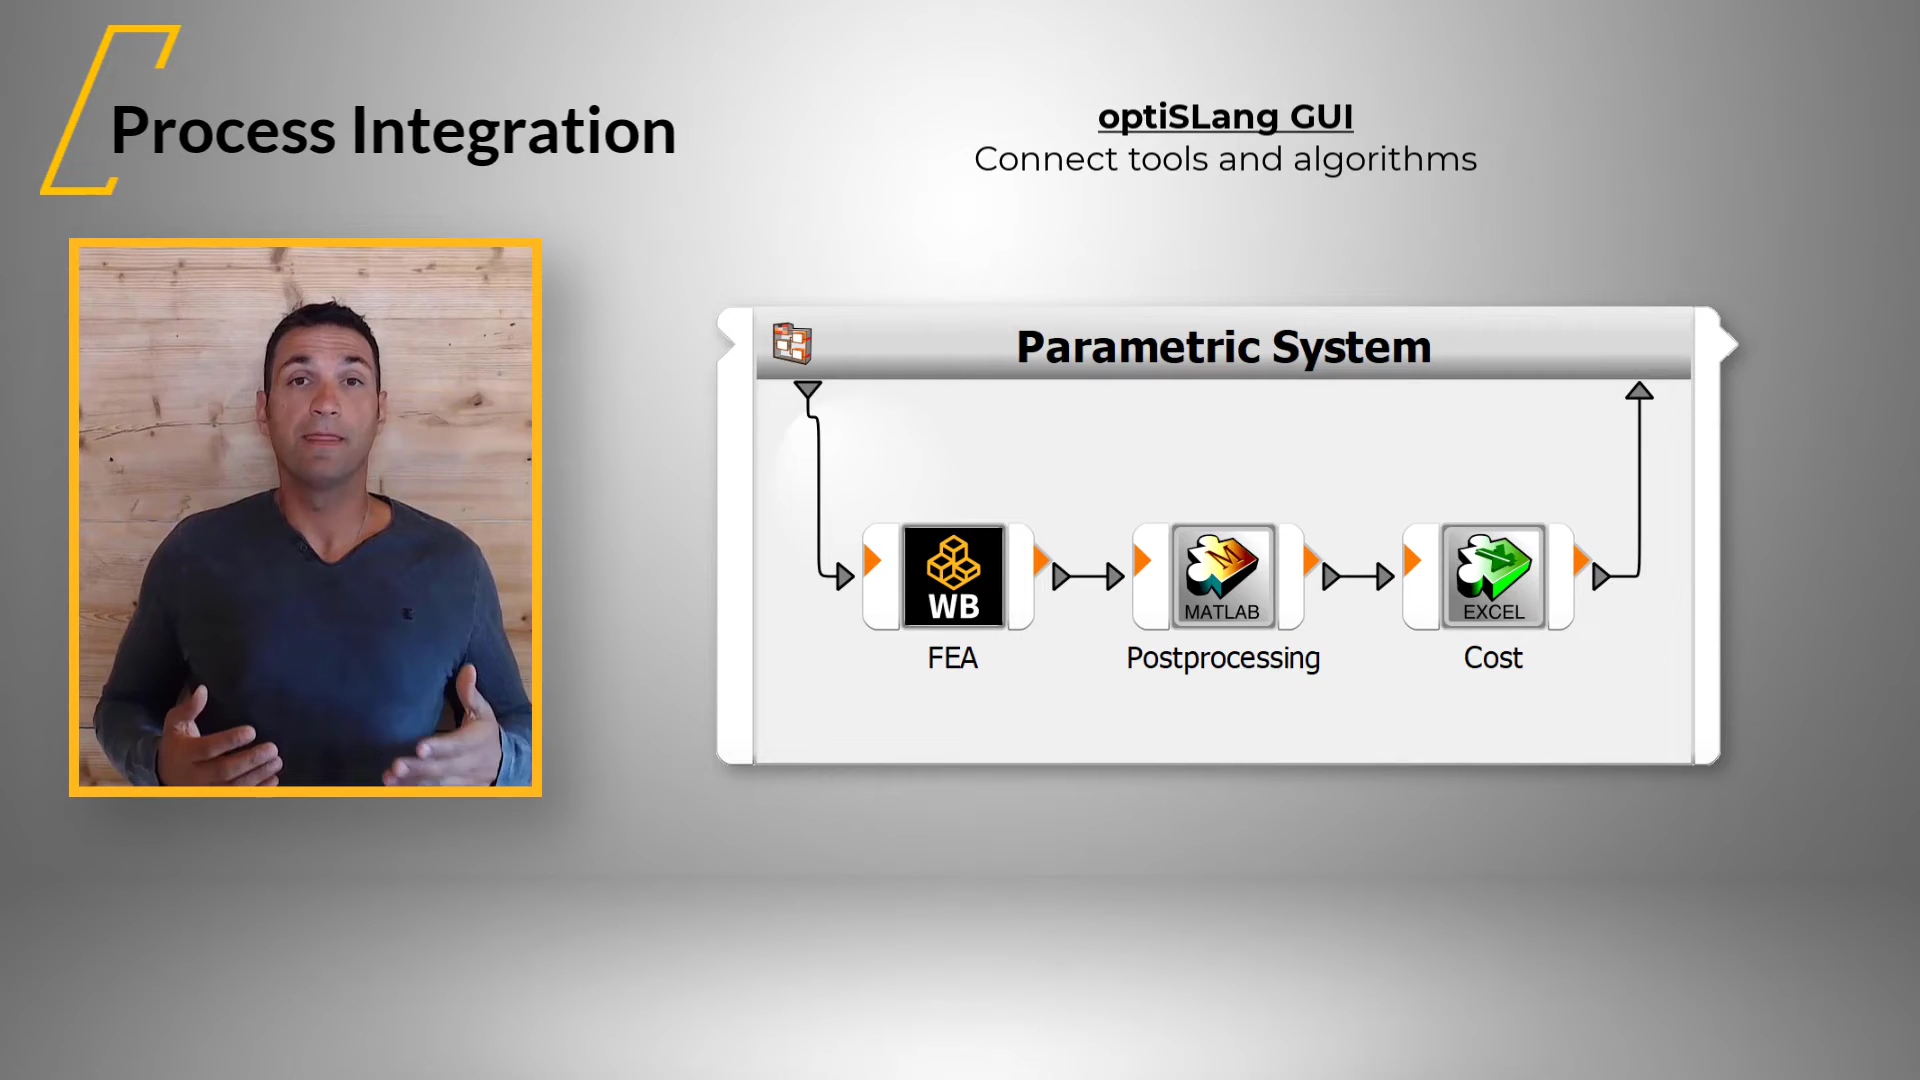 Process Integration
optiSLang GUI
Connect tools and algorithms
Parametric System
WB
MATLAB
EXCEL
FEA
Postprocessing
Cost